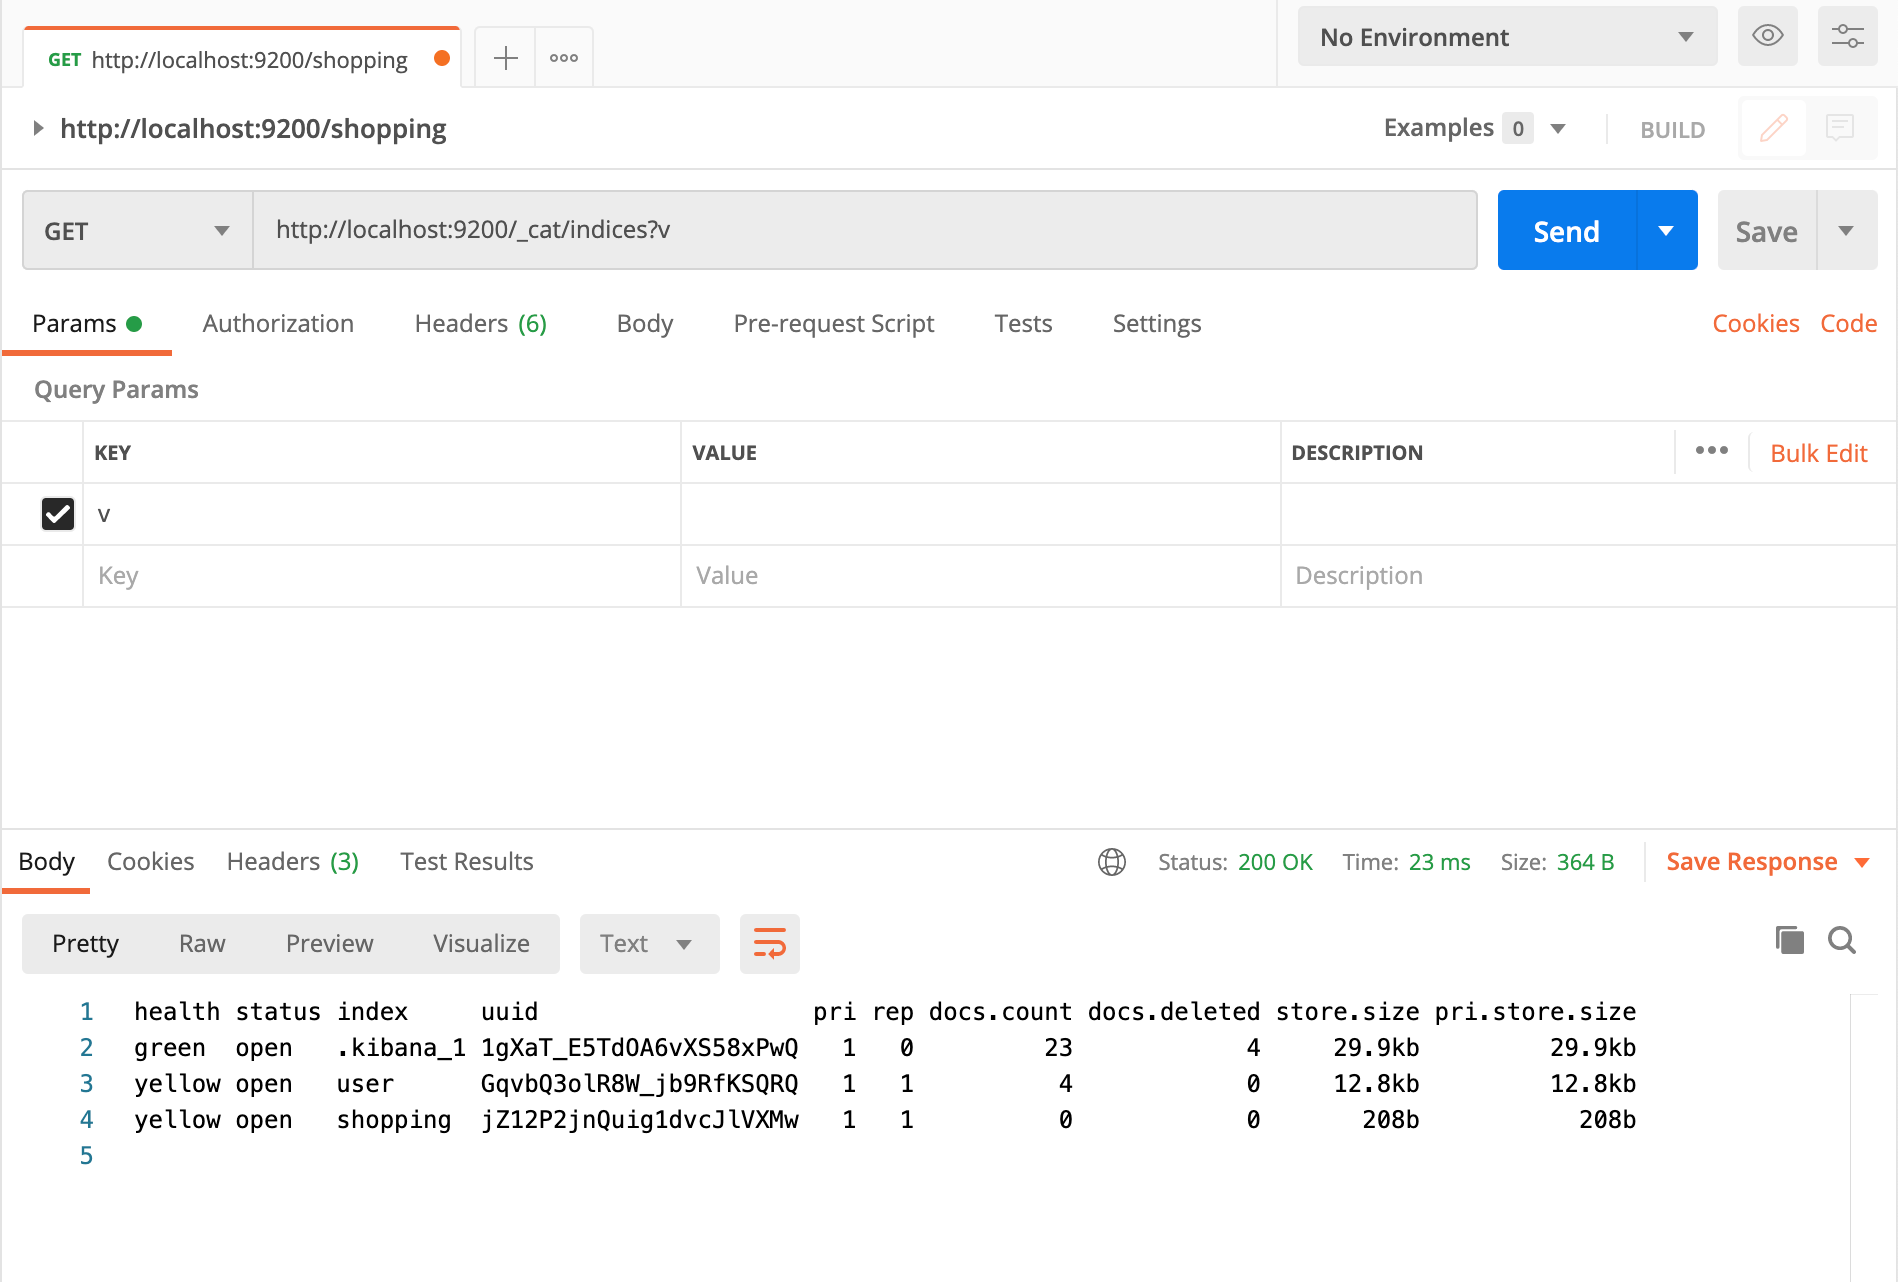 GET http://localhost:9200/shopping
No Environment
http://localhost:9200/shopping
Examples 0
BUILD
GET
http://localhost:9200/_cat/indices?v
Send
Save
Params
Authorization
Headers (6)
Body
Pre-request Script
Tests
Settings
Cookies
Code
Query Params
KEY VALUE DESCRIPTION
Bulk Edit
v
Key Value Description
Body
Cookies
Headers (3)
Test Results
Status: 200 OK
Time: 23 ms
Size: 364 B
Save Response
Pretty
Raw
Preview
Visualize
Text
1 health status index uuid pri rep docs.count docs.deleted store.size pri.store.size
2 green open .kibana_1 1gXaT_E5TdOA6vXS58xPwQ 1 0 23 4 29.9kb 29.9kb
3 yellow open user GqvbQ3olR8W_jb9RfKSQRQ 1 1 4 0 12.8kb 12.8kb
4 yellow open shopping jZ12P2jnQuig1dvcJlVXMw 1 1 0 0 208b 208b
5